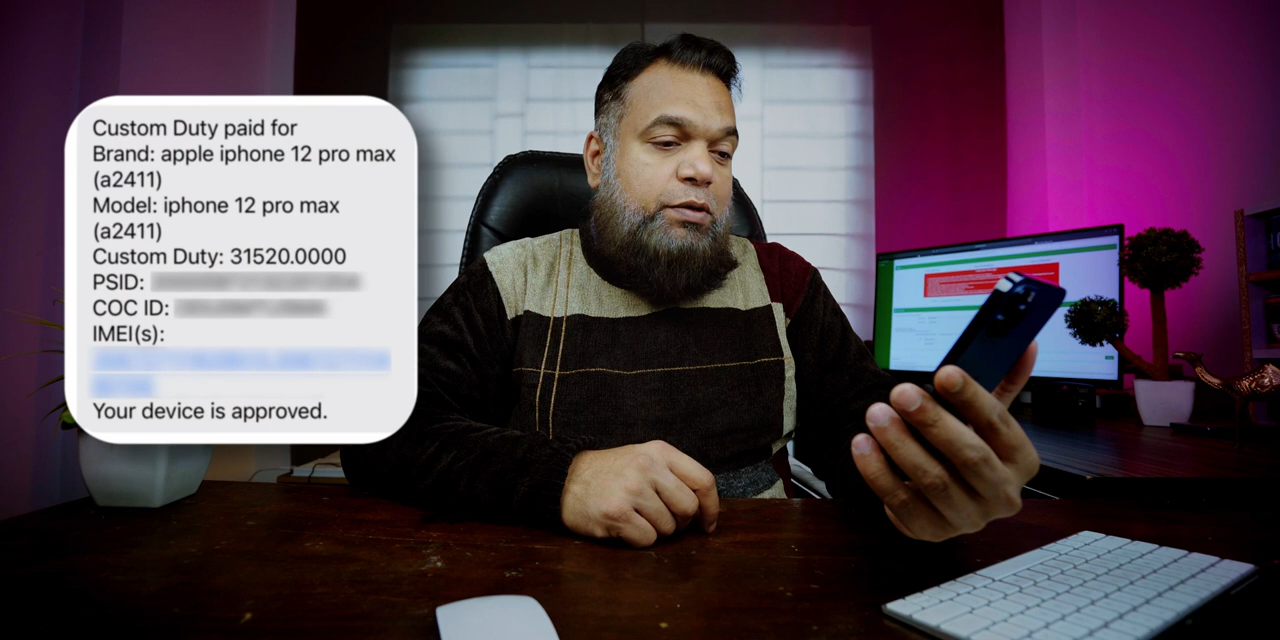 Custom Duty paid for
Brand: apple iphone 12 pro max
(a2411)
Model: iphone 12 pro max
(a2411)
Custom Duty: 31520.0000
PSID:
COC ID:
IMEI(s):
Your device is approved.